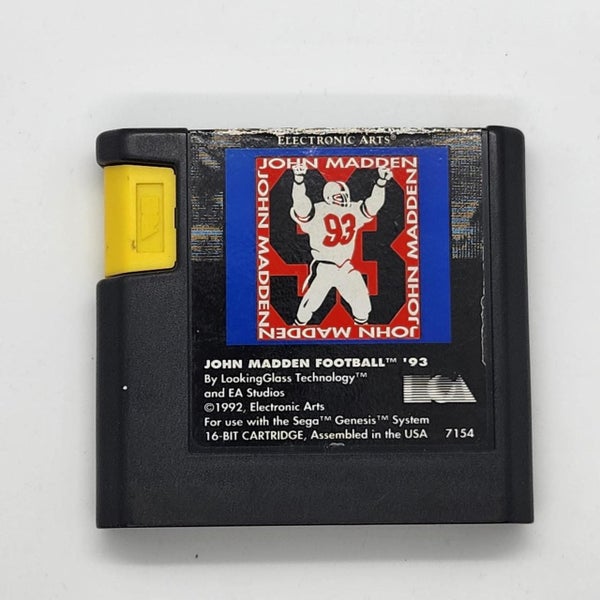 ELECTRONIC ARTS®
JOHN MADDEN
JOHN MADDEN
JOHN MADDEN
JOHN MADDEN
93
93
JOHN MADDEN FOOTBALL™ '93
By LookingGlass Technology™
and EA Studios
©1992, Electronic Arts
For use with the Sega™ Genesis™ System
16-BIT CARTRIDGE, Assembled in the USA 7154
EOA